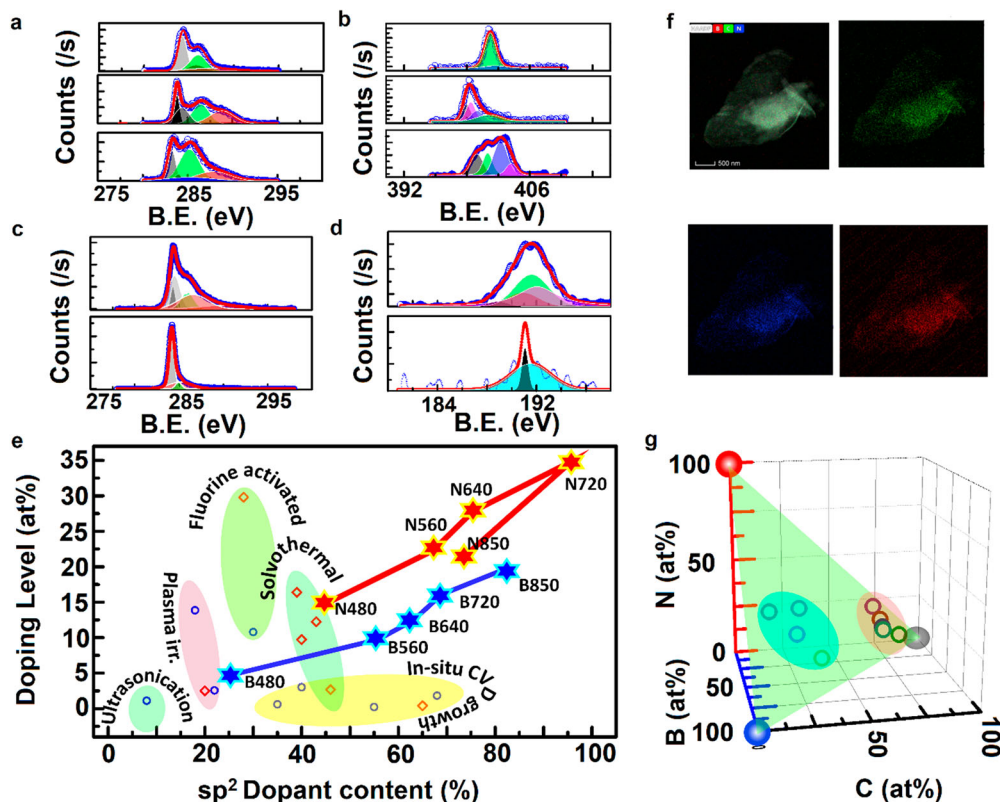 a
Counts (/s)
275 285 295
B.E. (eV)
b
Counts (/s)
392 406
B.E. (eV)
f
B N
500 nm
c
Counts (/s)
275 285 295
B.E. (eV)
d
Counts (/s)
184 192
B.E. (eV)
e
Doping Level (at%)
35
30
25
20
15
10
5
0
0 20 40 60 80 100
sp² Dopant content (%)
Ultrasonication
Plasma irr.
Fluorine activated
Solvothermal
In-situ CV
D growth
N480
N560
N640
N850
N720
B480
B560
B640
B720
B850
g
N (at%)
100
50
0
B (at%)
50
100
0
50
100
C (at%)